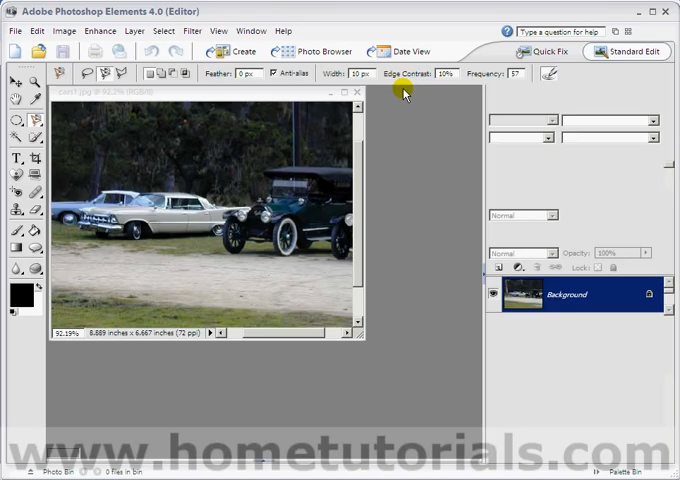 Adobe Photoshop Elements 4.0 (Editor)
File Edit Image Enhance Layer Select Filter View Window Help Type a question for help
Create Photo Browser Date View Quick Fix Standard Edit
Feather: 0 px Anti-alias Width: 10 px Edge Contrast: 10% Frequency: 57
cars1.jpg @ 92.2% (RGB/8)
T
Normal
Normal Opacity: 100%
Lock:
Background
92.19% 8.889 inches x 6.667 inches (72 ppi)
www.hometutorials.com
Photo Bin 0 files in bin Palette Bin